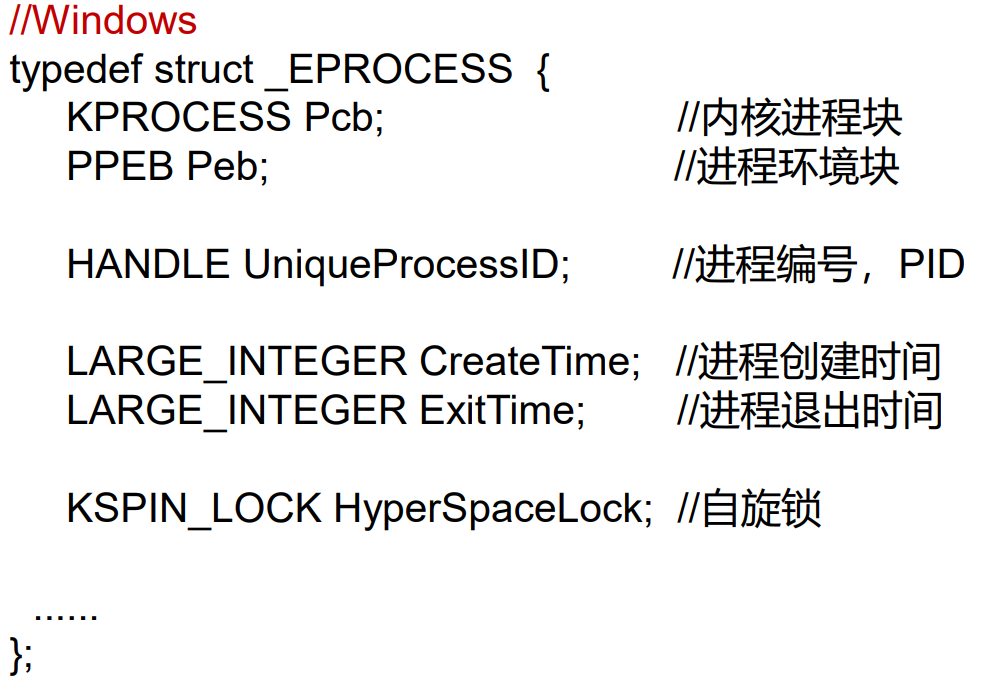 //Windows
typedef struct _EPROCESS {
KPROCESS Pcb; //内核进程块
PPEB Peb; //进程环境块
HANDLE UniqueProcessID; //进程编号，PID
LARGE_INTEGER CreateTime; //进程创建时间
LARGE_INTEGER ExitTime; //进程退出时间
KSPIN_LOCK HyperSpaceLock; //自旋锁
......
};